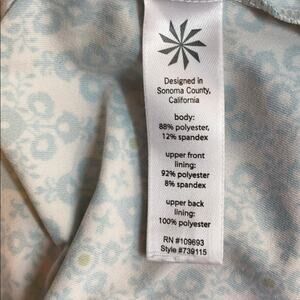 Designed in
Sonoma County,
California
body:
88% polyester,
12% spandex
upper front
lining:
92% polyester
8% spandex
upper back
lining:
100% polyester
RN #109693
Style #739115